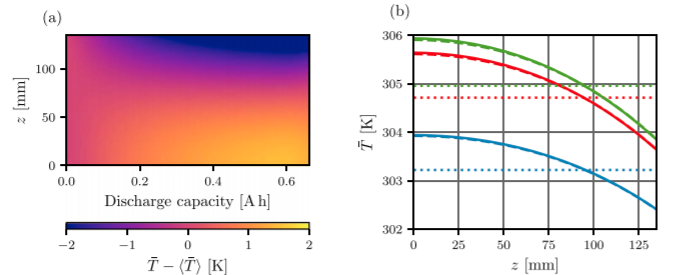 (a)
100
50
0
z [mm]
0.0 0.2 0.4 0.6
Discharge capacity [A h]
−2 −1 0 1 2
T̄ − ⟨T̄⟩ [K]
(b)
306
305
304
303
302
T̄ [K]
0 25 50 75 100 125
z [mm]